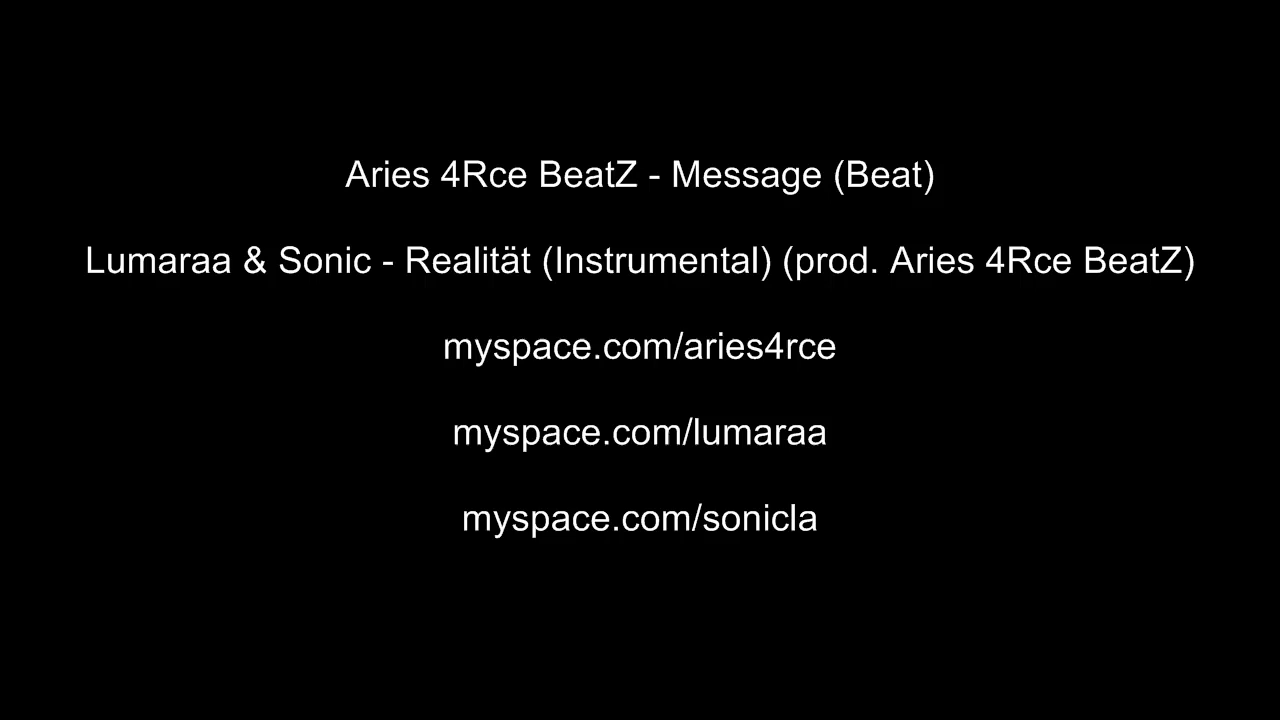 Aries 4Rce BeatZ - Message (Beat)
Lumaraa & Sonic - Realität (Instrumental) (prod. Aries 4Rce BeatZ)
myspace.com/aries4rce
myspace.com/lumaraa
myspace.com/sonicla